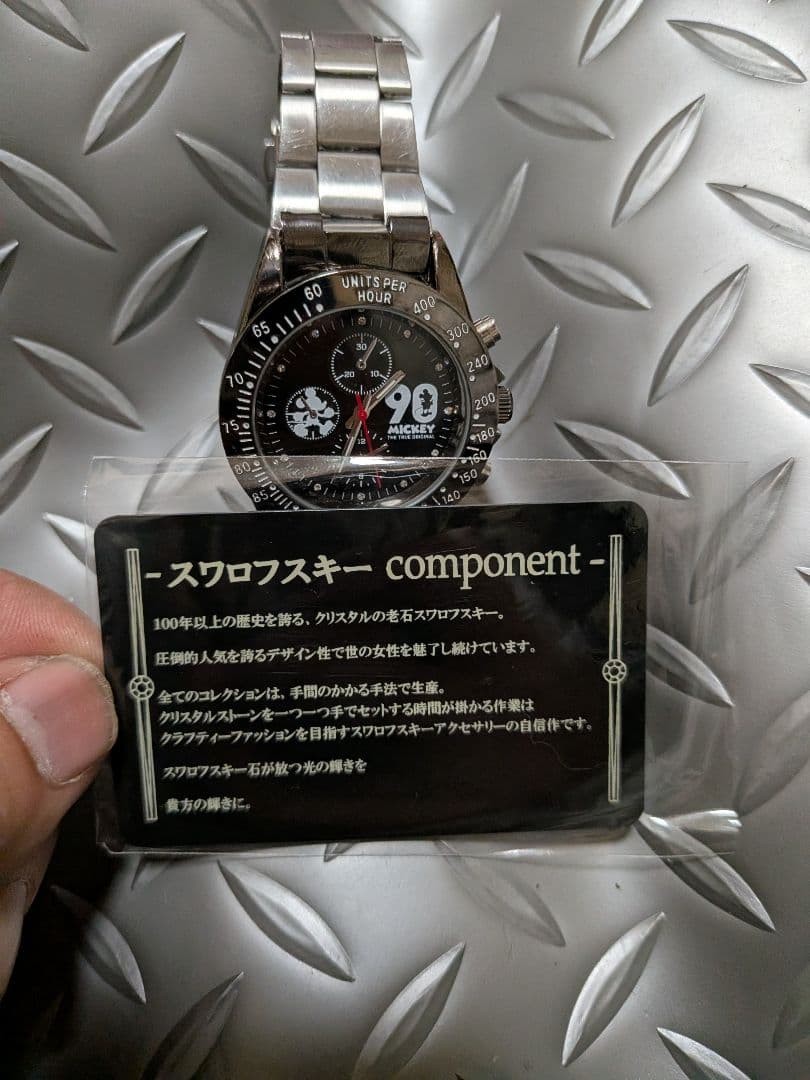 UNITS PER
HOUR
60
65
70
75
80
85
400
300
240
200
180
160
150
140
30
20
10
90
MICKEY
THE TRUE ORIGINAL
12
-スワロフスキー component-
100年以上の歴史を誇る、クリスタルの老石スワロフスキー。
圧倒的人気を誇るデザイン性で世の女性を魅了し続けています。
全てのコレクションは、手間のかかる手法で生産。
クリスタルストーンを一つ一つ手でセットする時間が掛かる作業は
クラフティーファッションを目指すスワロフスキーアクセサリーの自信作です。
スワロフスキー石が放つ光の輝きを
貴方の輝きに。